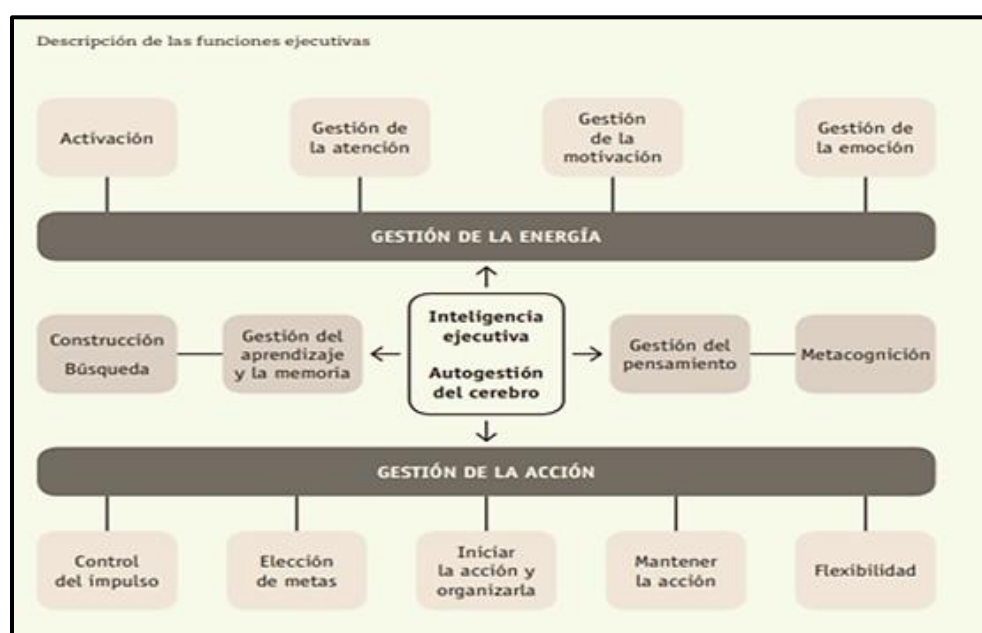 Descripción de las funciones ejecutivas
Activación
Gestión de
la atención
Gestión
de la
motivación
Gestión de
la emoción
GESTIÓN DE LA ENERGÍA
Construcción
Búsqueda
Gestión del
aprendizaje
y la memoria
Inteligencia
ejecutiva
Autogestión
del cerebro
Gestión del
pensamiento
Metacognición
GESTIÓN DE LA ACCIÓN
Control
del impulso
Elección
de metas
Iniciar
la acción y
organizarla
Mantener
la acción
Flexibilidad